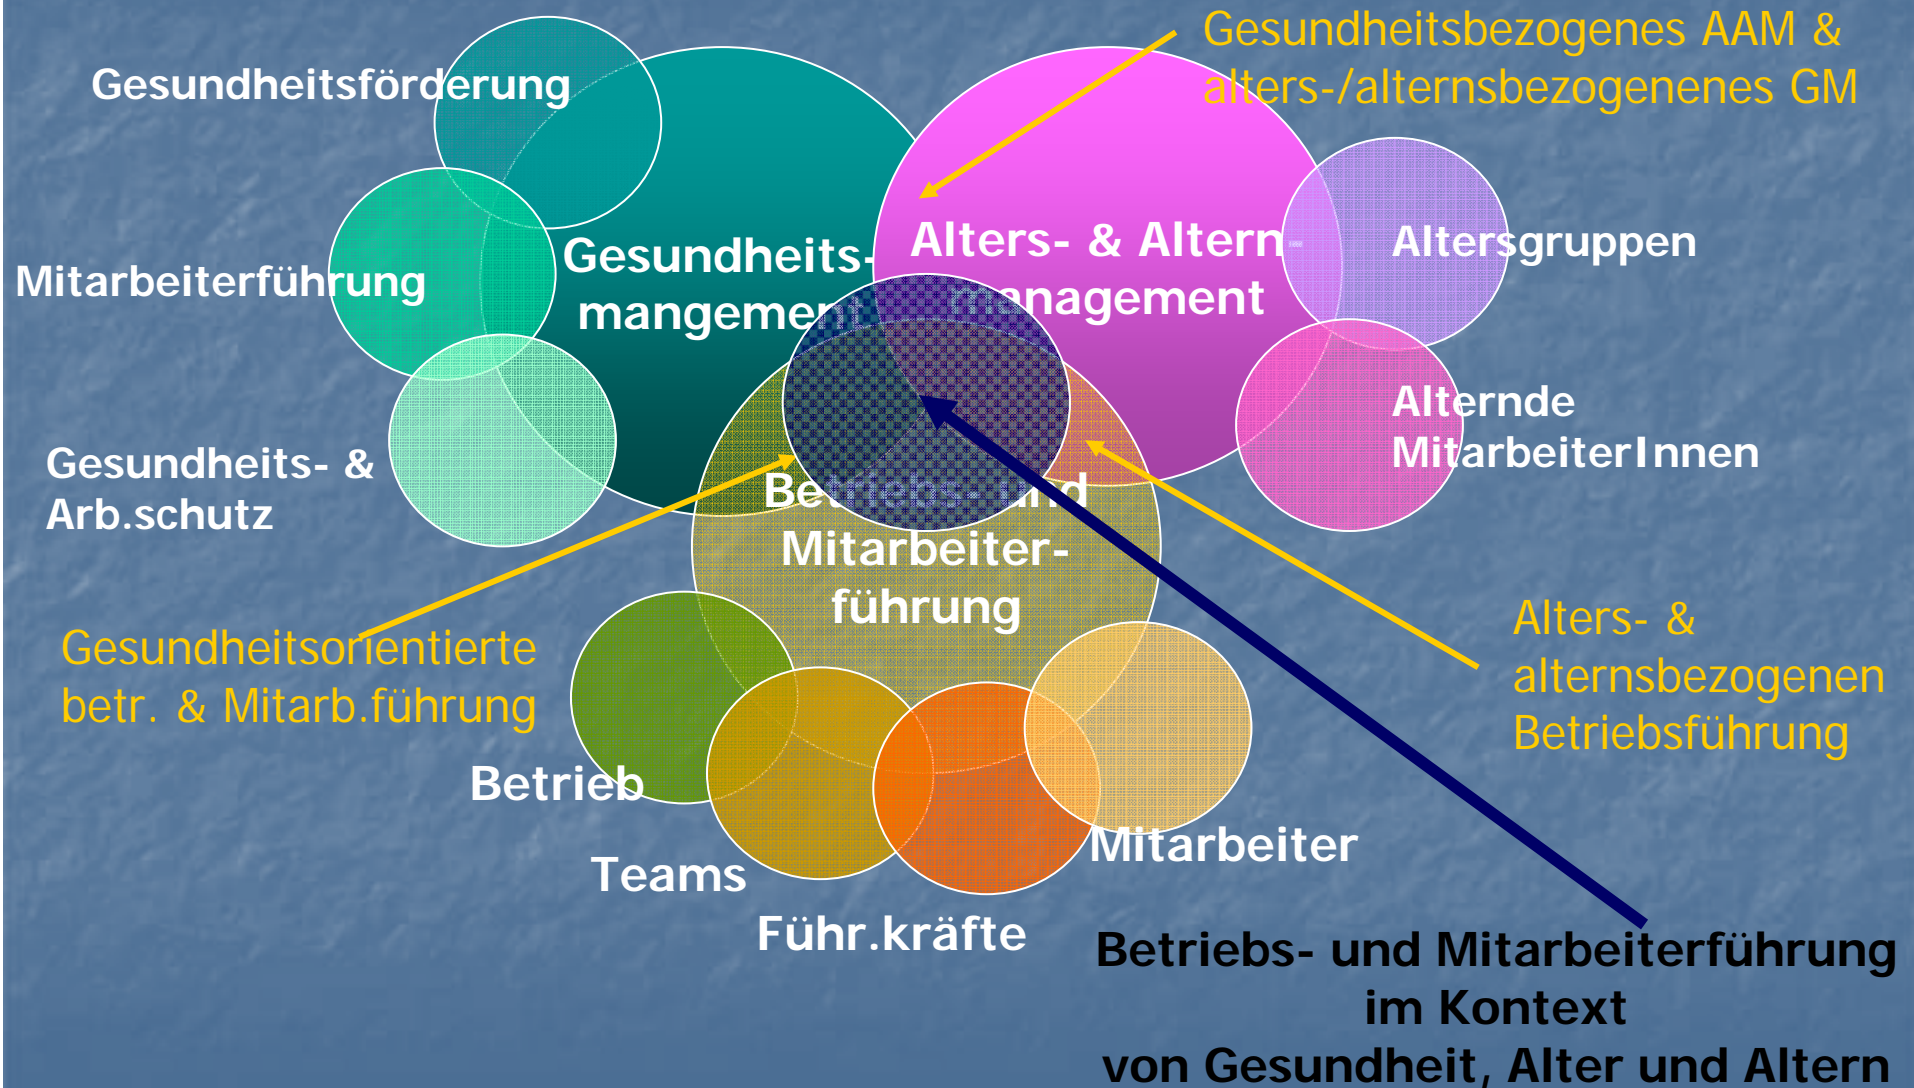 Gesundheitsbezogenes AAM &
alters-/alternsbezogenenes GM
Gesundheitsförderung
Mitarbeiterführung
Gesundheits- &
Arb.schutz
Gesundheits-
mangement
Alters- & Altern-
management
Altersgruppen
Alternde
MitarbeiterInnen
Betriebs- und
Mitarbeiter-
führung
Gesundheitsorientierte
betr. & Mitarb.führung
Alters- &
alternsbezogenen
Betriebsführung
Betrieb
Teams
Führ.kräfte
Mitarbeiter
Betriebs- und Mitarbeiterführung
im Kontext
von Gesundheit, Alter und Altern